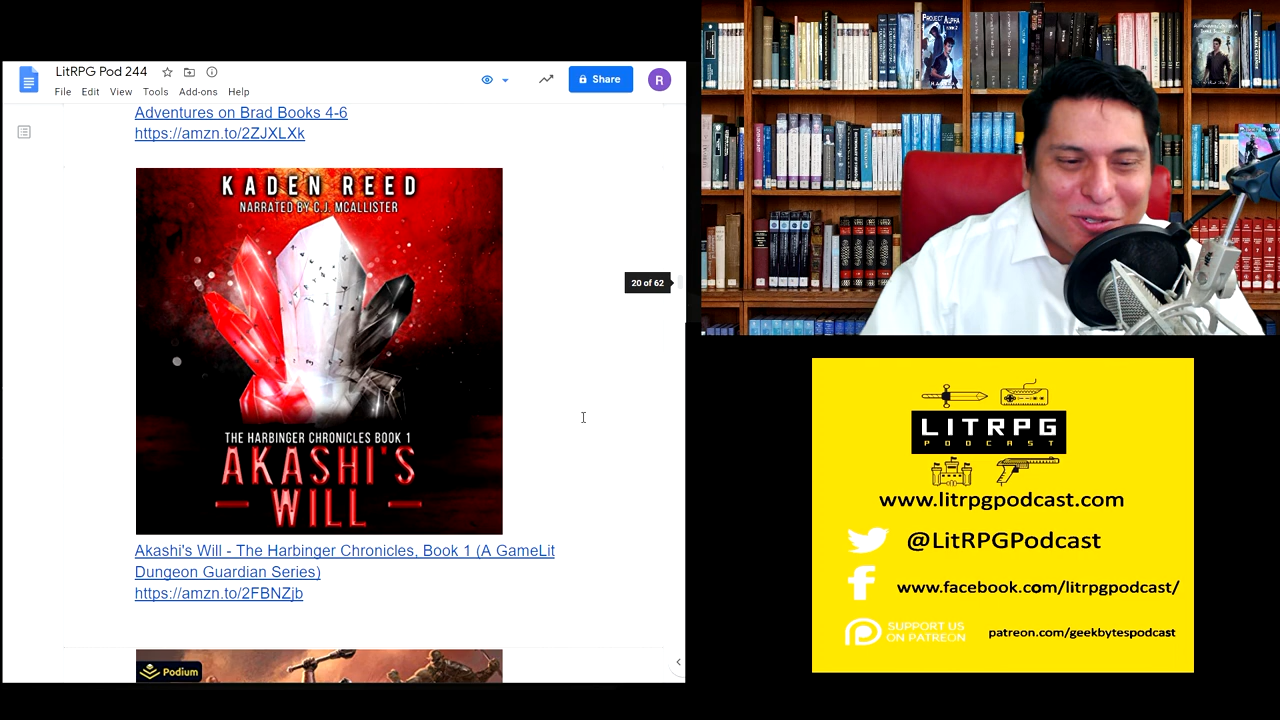 LitRPG Pod 244
File Edit View Tools Add-ons Help
Share
R
Adventures on Brad Books 4-6
https://amzn.to/2ZJXLXk
KADEN REED
NARRATED BY C.J. MCALLISTER
THE HARBINGER CHRONICLES BOOK 1
AKASHI'S
WILL
20 of 62
Akashi's Will - The Harbinger Chronicles, Book 1 (A GameLit
Dungeon Guardian Series)
https://amzn.to/2FBNZjb
Podium
PROJECT
ALPHA
LITRPG
PODCAST
www.litrpgpodcast.com
@LitRPGPodcast
www.facebook.com/litrpgpodcast/
SUPPORT US
ON PATREON
patreon.com/geekbytespodcast